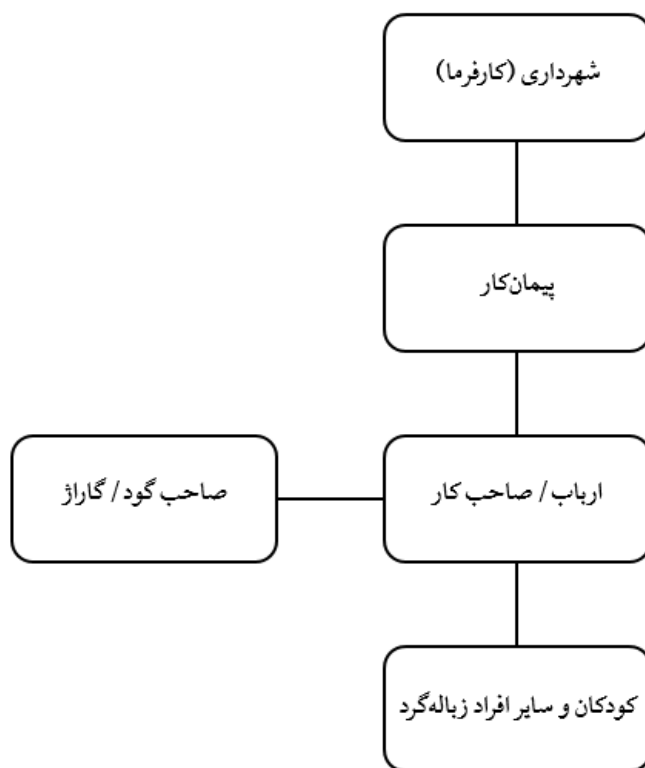 شهرداری (کارفرما)
پیمان‌کار
ارباب / صاحب کار
صاحب گود / گاراژ
کودکان و سایر افراد زباله‌گرد